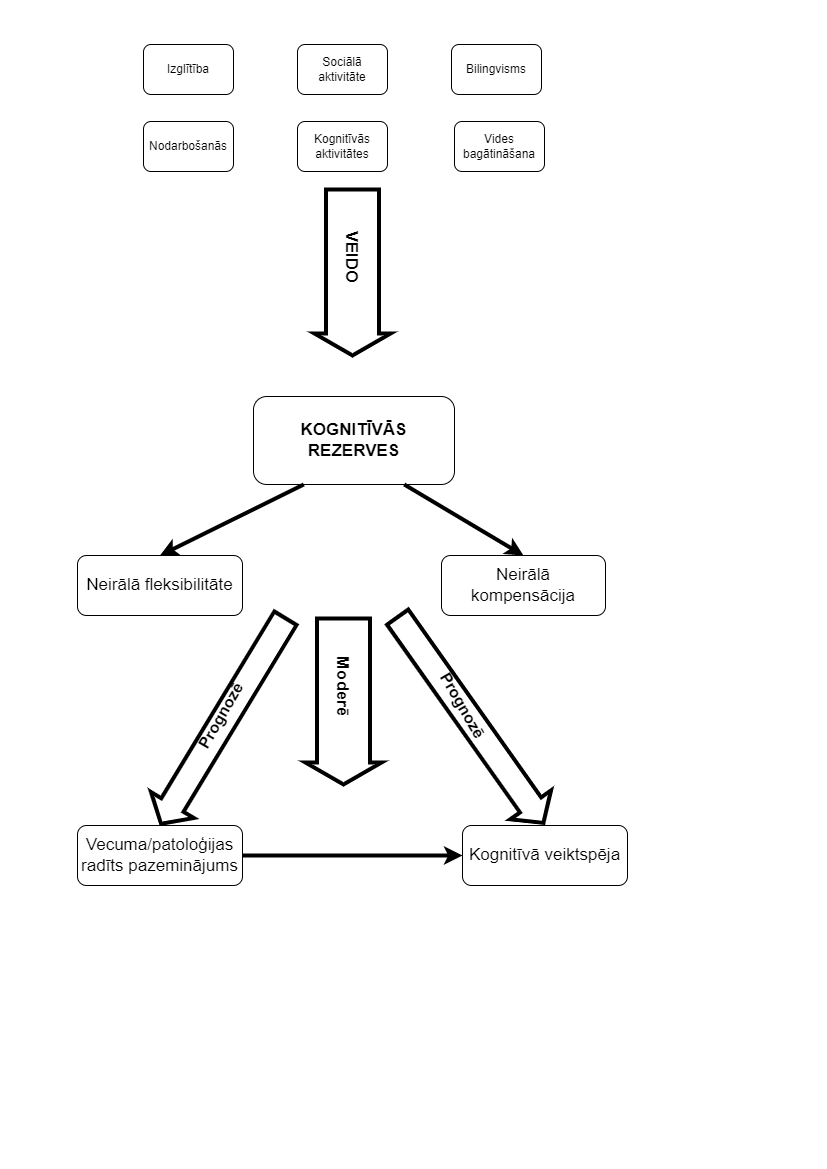 Izglītība
Sociālā
aktivitāte
Bilingvisms
Nodarbošanās
Kognitīvās
aktivitātes
Vides
bagātināšana
VEIDO
KOGNITĪVĀS
REZERVES
Neirālā fleksibilitāte
Neirālā
kompensācija
Prognozē
Moderē
Prognozē
Vecuma/patoloģijas
radīts pazeminājums
Kognitīvā veiktspēja